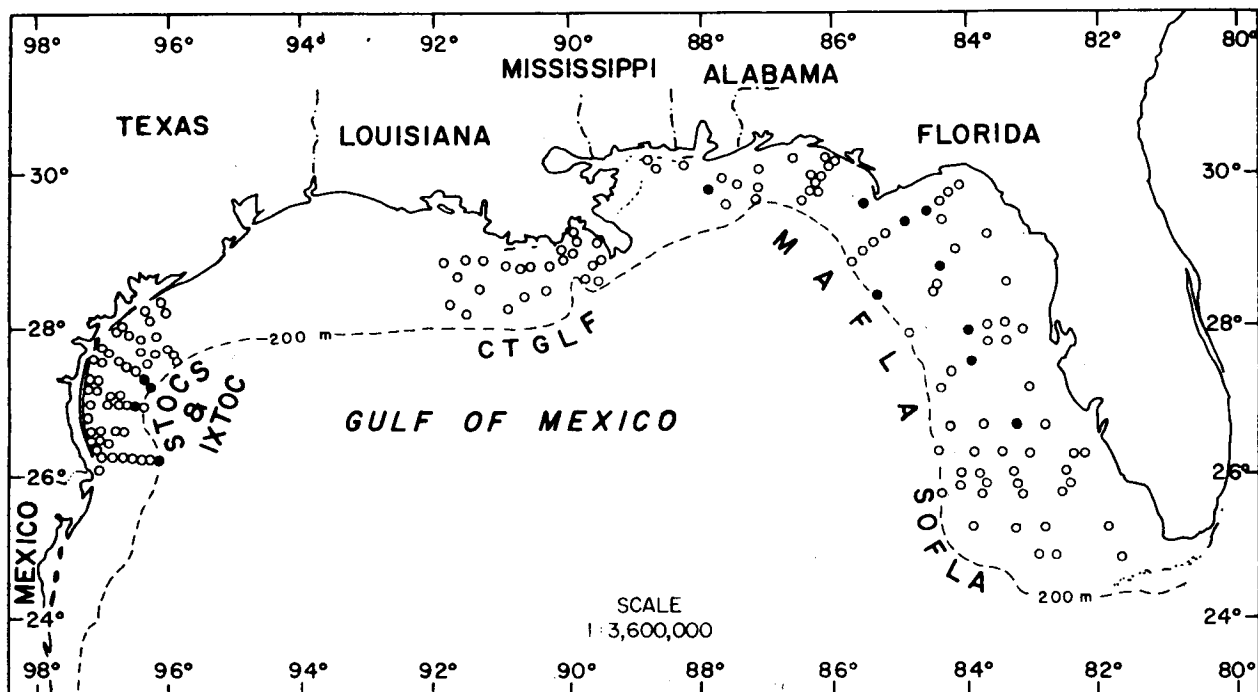 98° 96° 94° 92° 90° 88° 86° 84° 82° 80°
MISSISSIPPI ALABAMA
TEXAS LOUISIANA FLORIDA
30° 30°
M A F L A
28° 28°
200 m
CTGLF
STOCS
&
IXTOC
GULF OF MEXICO
26° 26°
SOFLA
MEXICO
200 m
SCALE
1:3,600,000
24° 24°
98° 96° 94° 92° 90° 88° 86° 84° 82° 80°